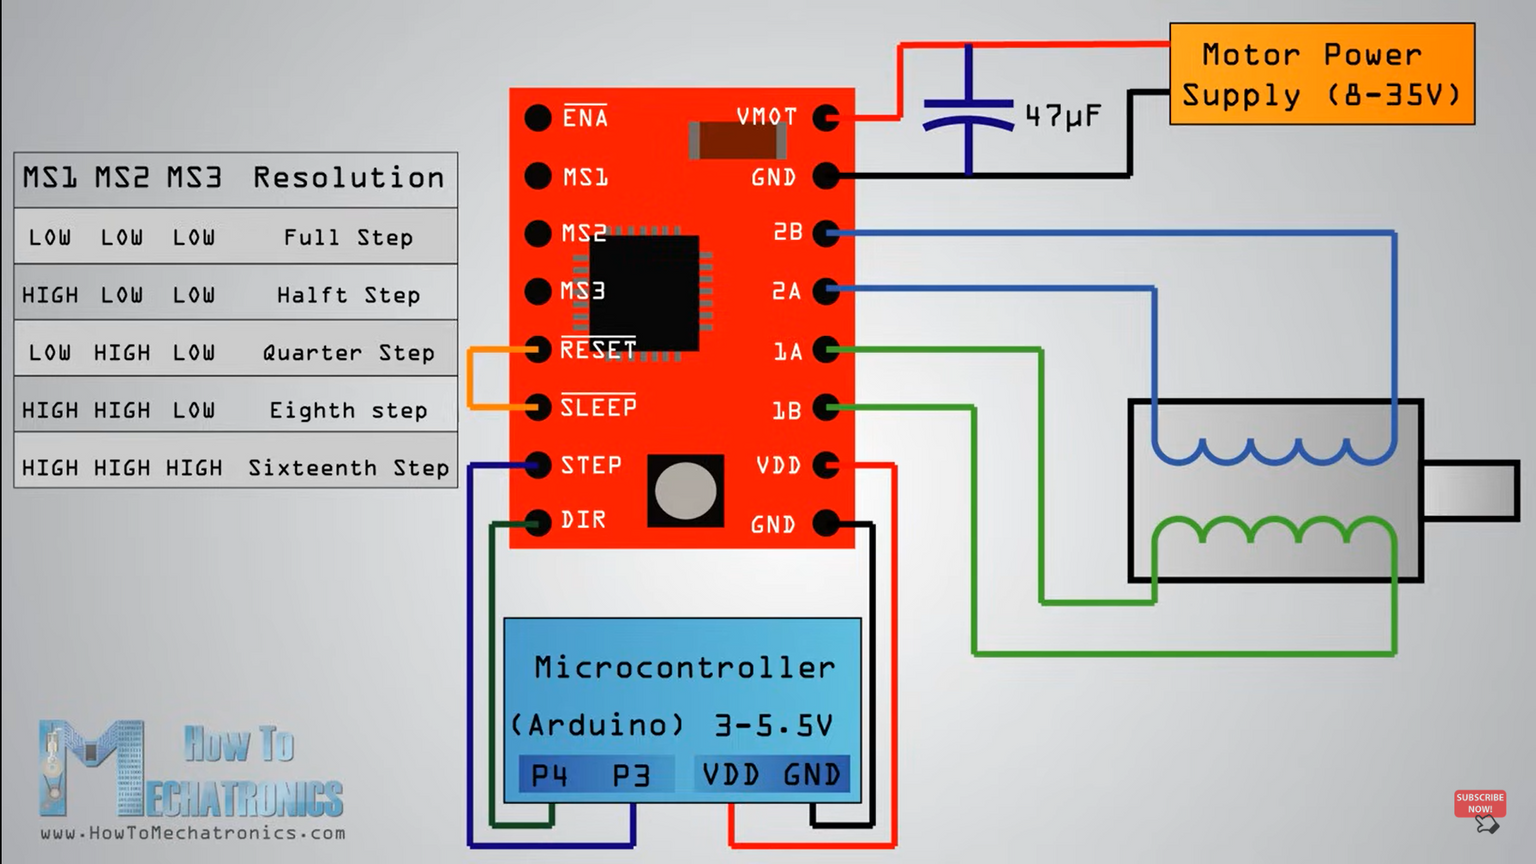 Motor Power
Supply (8-35V)
47µF
ENA
MS1
MS2
MS3
RESET
SLEEP
STEP
DIR
VMOT
GND
2B
2A
1A
1B
VDD
GND
MS1 MS2 MS3 Resolution
LOW LOW LOW Full Step
HIGH LOW LOW Halft Step
LOW HIGH LOW Quarter Step
HIGH HIGH LOW Eighth step
HIGH HIGH HIGH Sixteenth Step
Microcontroller
(Arduino) 3-5.5V
P4 P3 VDD GND
How To
MECHATRONICS
www.HowToMechatronics.com
SUBSCRIBE
NOW!